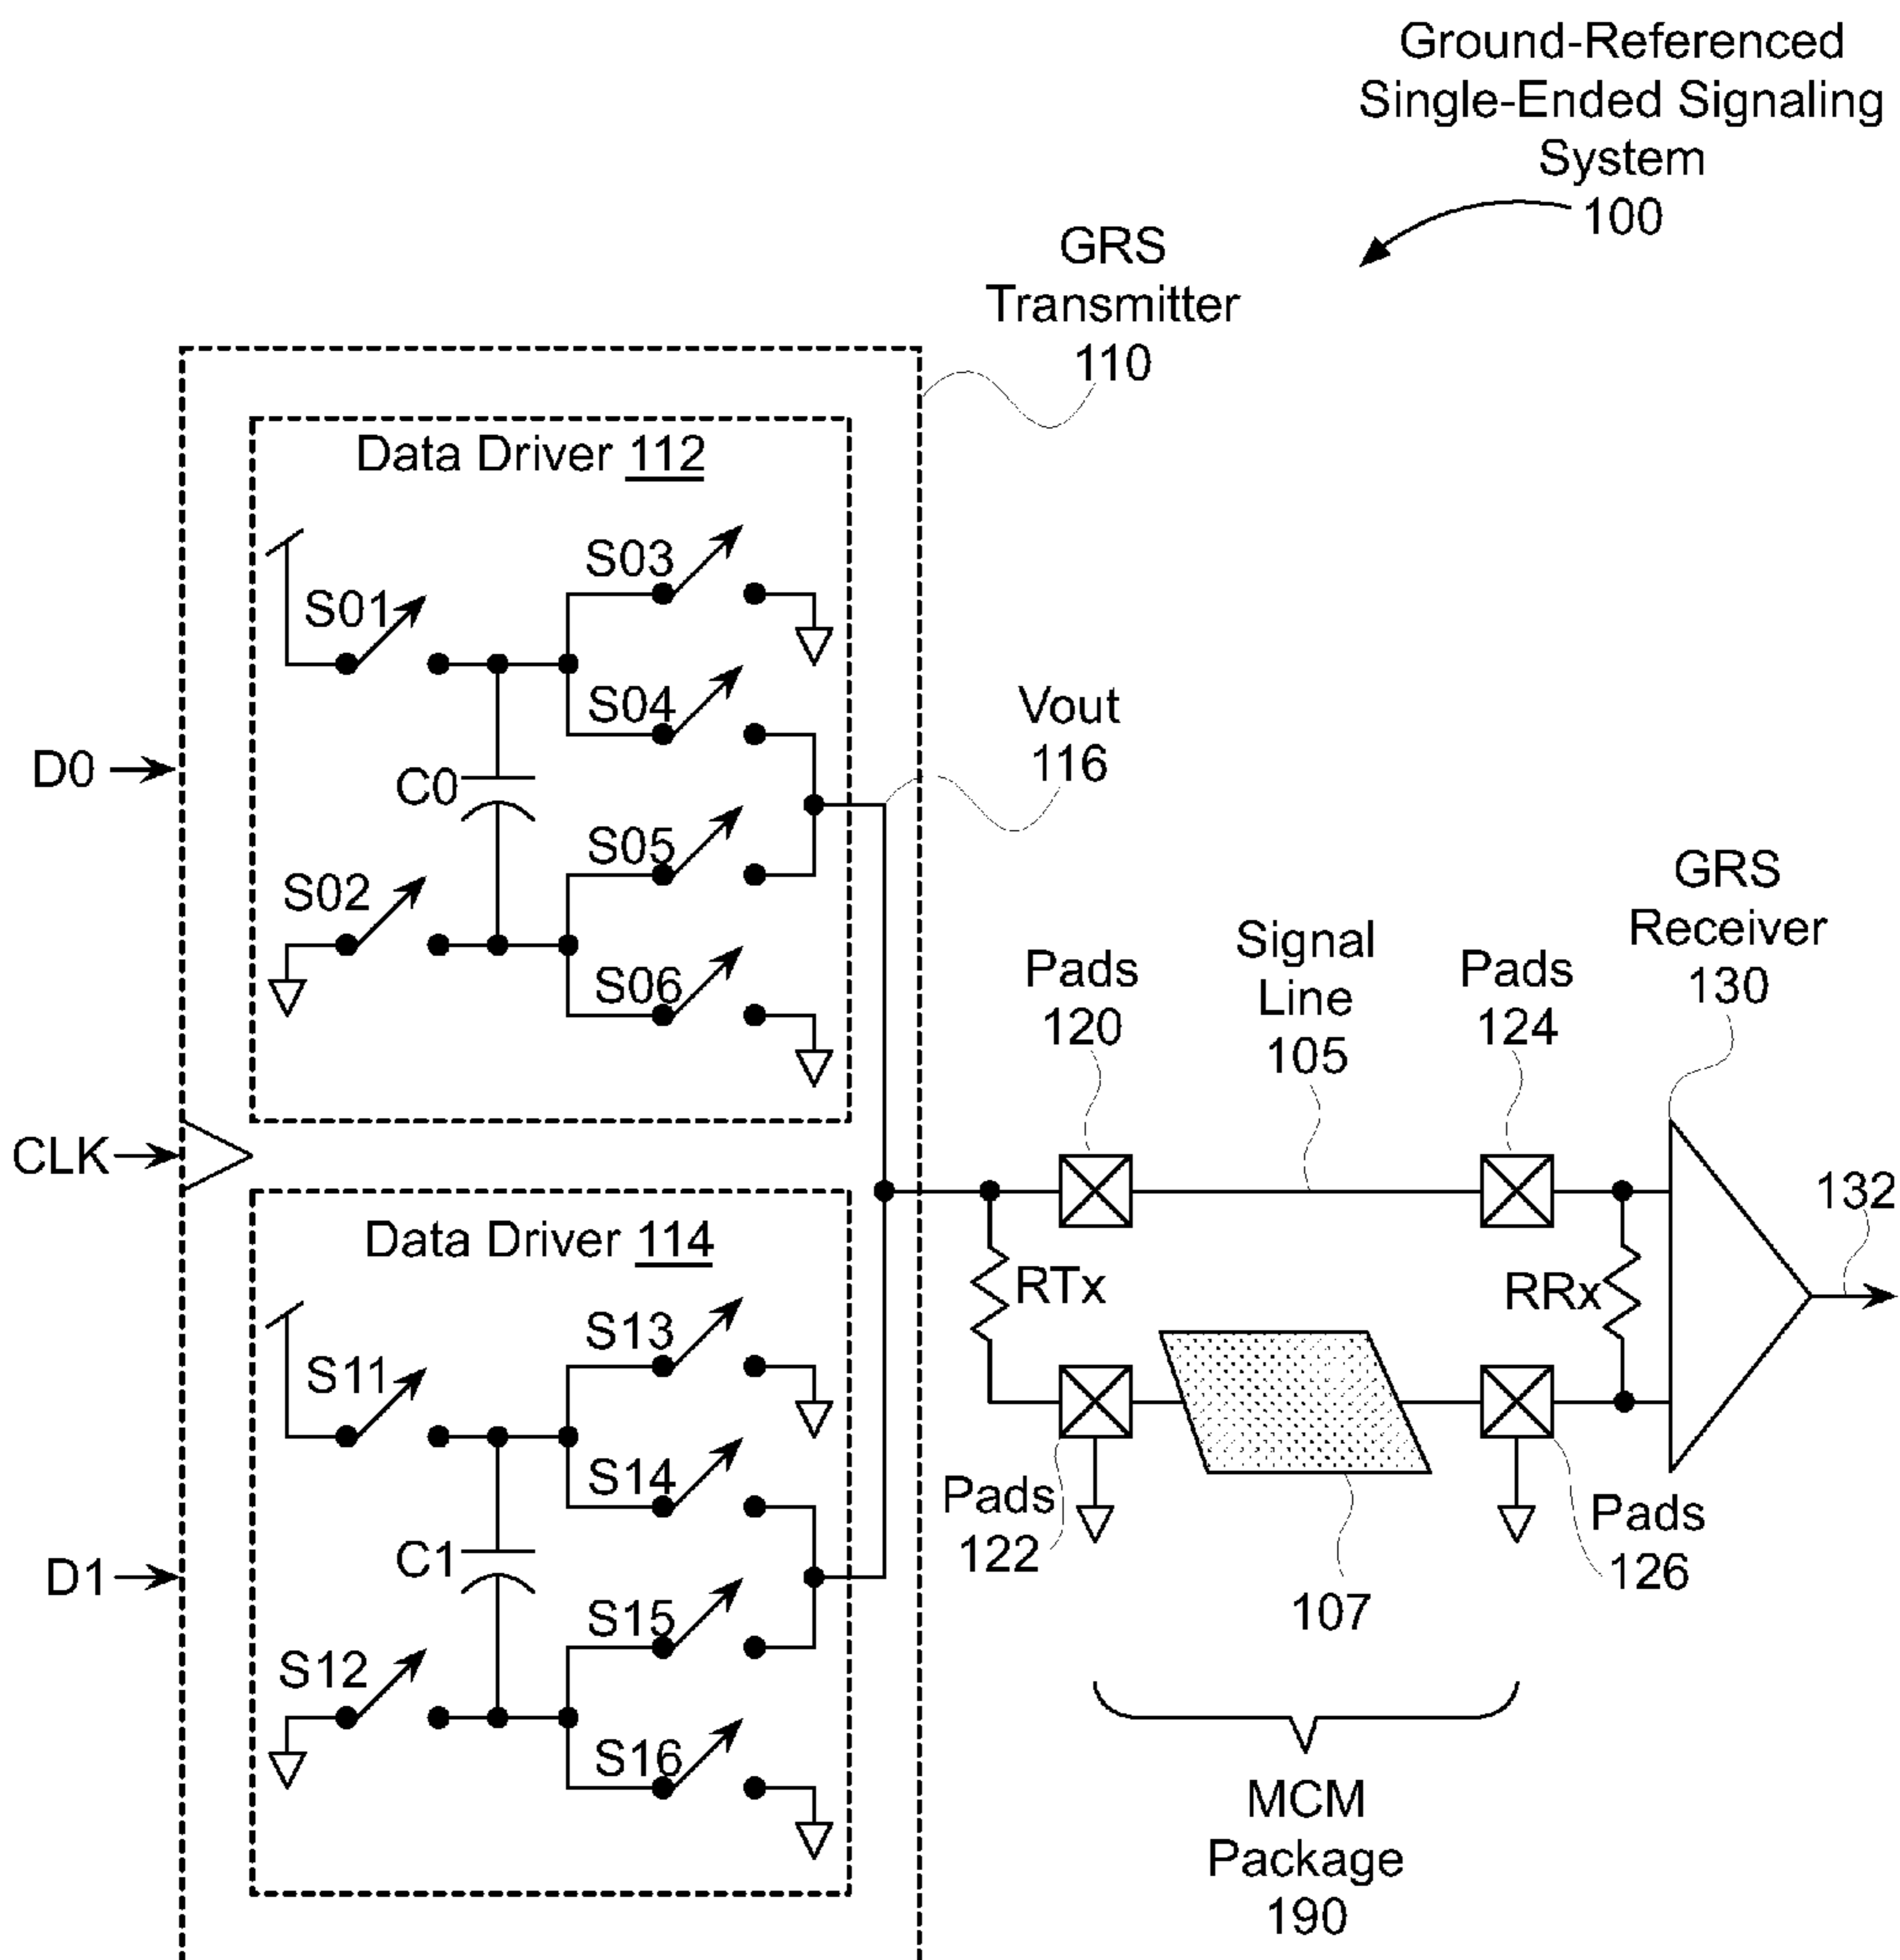 Ground-Referenced
Single-Ended Signaling
System
100
GRS
Transmitter
110
Data Driver 112
S01
S03
S04
C0
S05
S02
S06
D0
Vout
116
CLK
GRS
Receiver
130
Pads
120
Signal
Line
105
Pads
124
132
RTx
RRx
Data Driver 114
S11
S13
S14
C1
S15
S12
S16
D1
Pads
122
107
Pads
126
MCM
Package
190